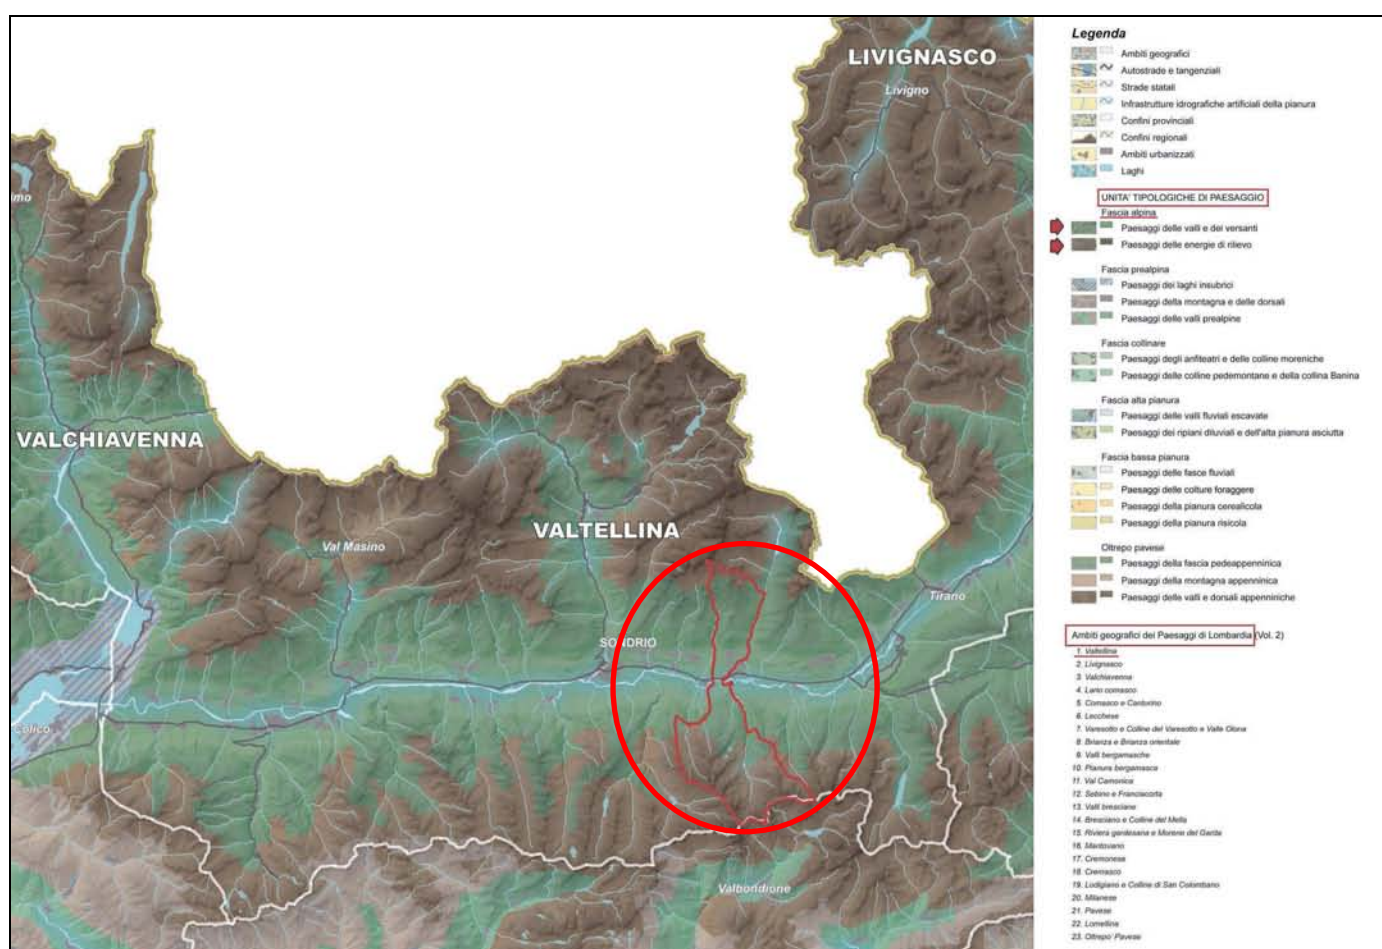 LIVIGNASCO
Livigno
VALCHIAVENNA
VALTELLINA
Val Masino
Tirano
SONDRIO
Colico
Valbondione
Legenda
Ambiti geografici
Autostrade e tangenziali
Strade statali
Infrastrutture idrografiche artificiali della pianura
Confini provinciali
Confini regionali
Ambiti urbanizzati
Laghi
UNITA' TIPOLOGICHE DI PAESAGGIO
Fascia alpina
Paesaggi delle valli e dei versanti
Paesaggi delle energie di rilievo
Fascia prealpina
Paesaggi dei laghi insubrici
Paesaggi della montagna e delle dorsali
Paesaggi delle valli prealpine
Fascia collinare
Paesaggi degli anfiteatri e delle colline moreniche
Paesaggi delle colline pedemontane e della collina Banina
Fascia alta pianura
Paesaggi delle valli fluviali escavate
Paesaggi dei ripiani diluviali e dell'alta pianura asciutta
Fascia bassa pianura
Paesaggi delle fasce fluviali
Paesaggi delle colture foraggere
Paesaggi della pianura cerealicola
Paesaggi della pianura risicola
Oltrepo pavese
Paesaggi della fascia pedeappenninica
Paesaggi della montagna appenninica
Paesaggi delle valli e dorsali appenniniche
Ambiti geografici dei Paesaggi di Lombardia (Vol. 2)
1. Valtellina
2. Livignasco
3. Valchiavenna
4. Lario comasco
5. Comasco e Canturino
6. Lecchese
7. Varesotto e Colline del Varesotto e Valle Olona
8. Brianza e Brianza orientale
9. Valli bergamasche
10. Pianura bergamasca
11. Val Camonica
12. Sebino e Franciacorta
13. Valli bresciane
14. Bresciano e Colline del Mella
15. Riviera gardesana e Morene del Garda
16. Mantovano
17. Cremonese
18. Cremasco
19. Lodigiano e Colline di San Colombano
20. Milanese
21. Pavese
22. Lomellina
23. Oltrepo' Pavese